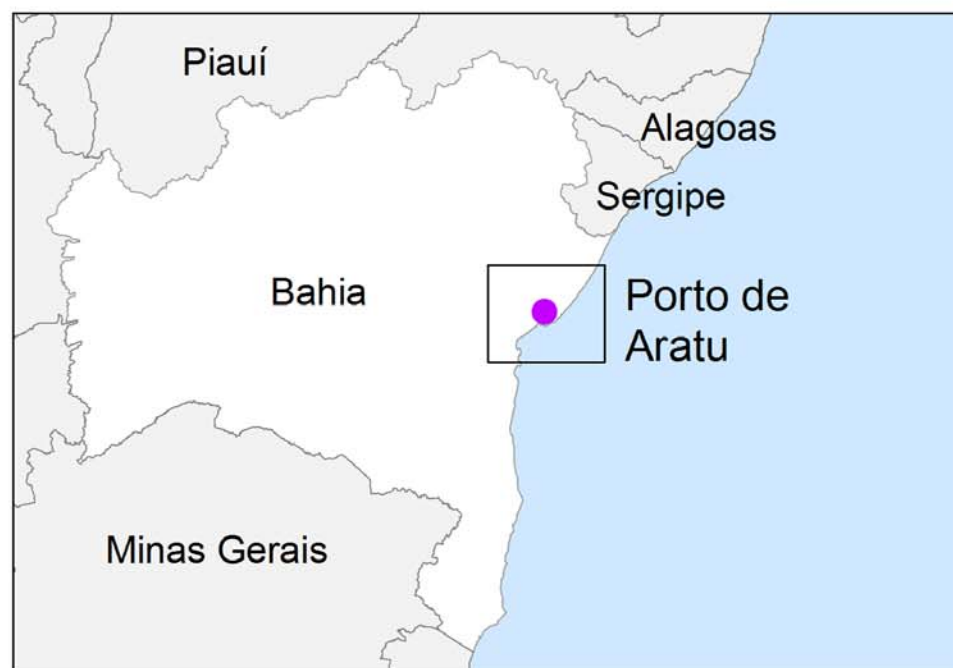 Piauí
Alagoas
Sergipe
Bahia
Porto de
Aratu
Minas Gerais